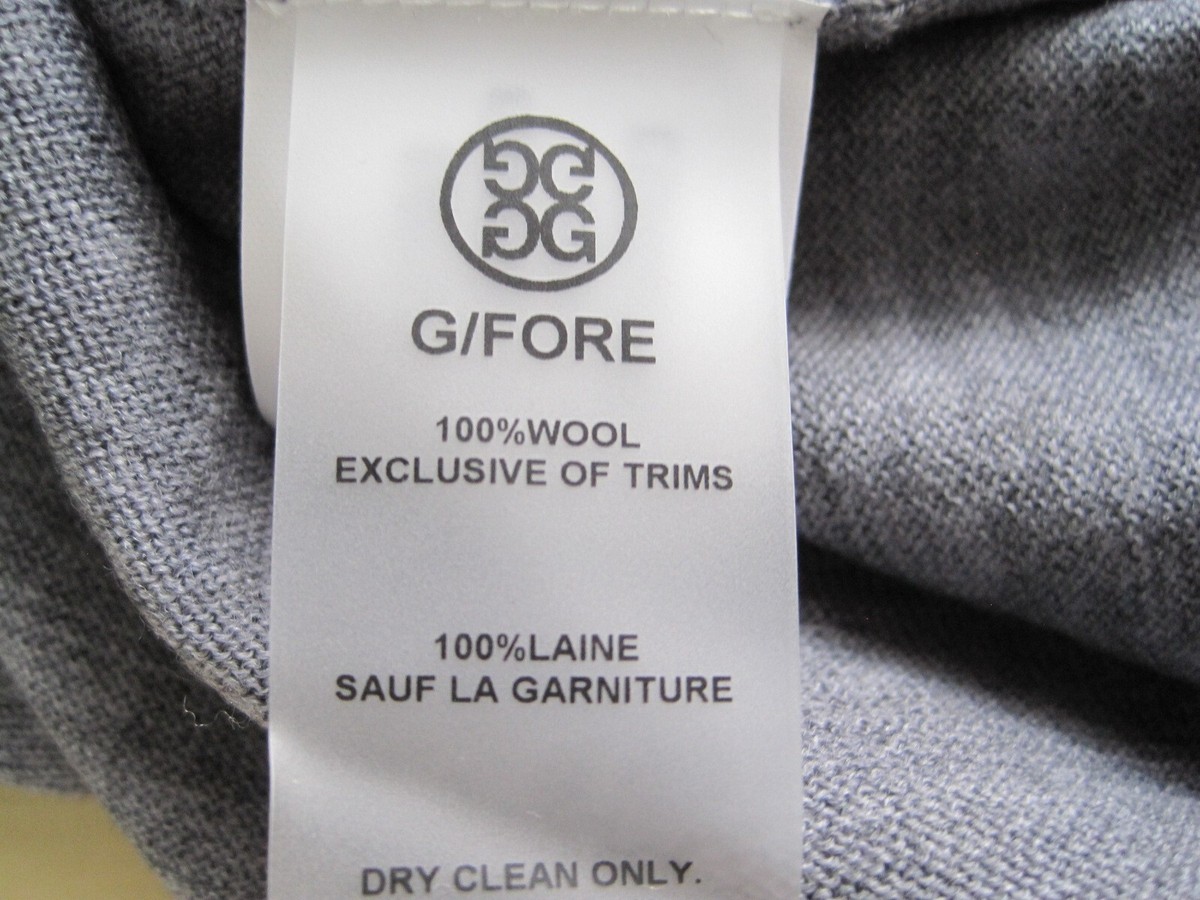 G/FORE
100%WOOL
EXCLUSIVE OF TRIMS
100%LAINE
SAUF LA GARNITURE
DRY CLEAN ONLY.